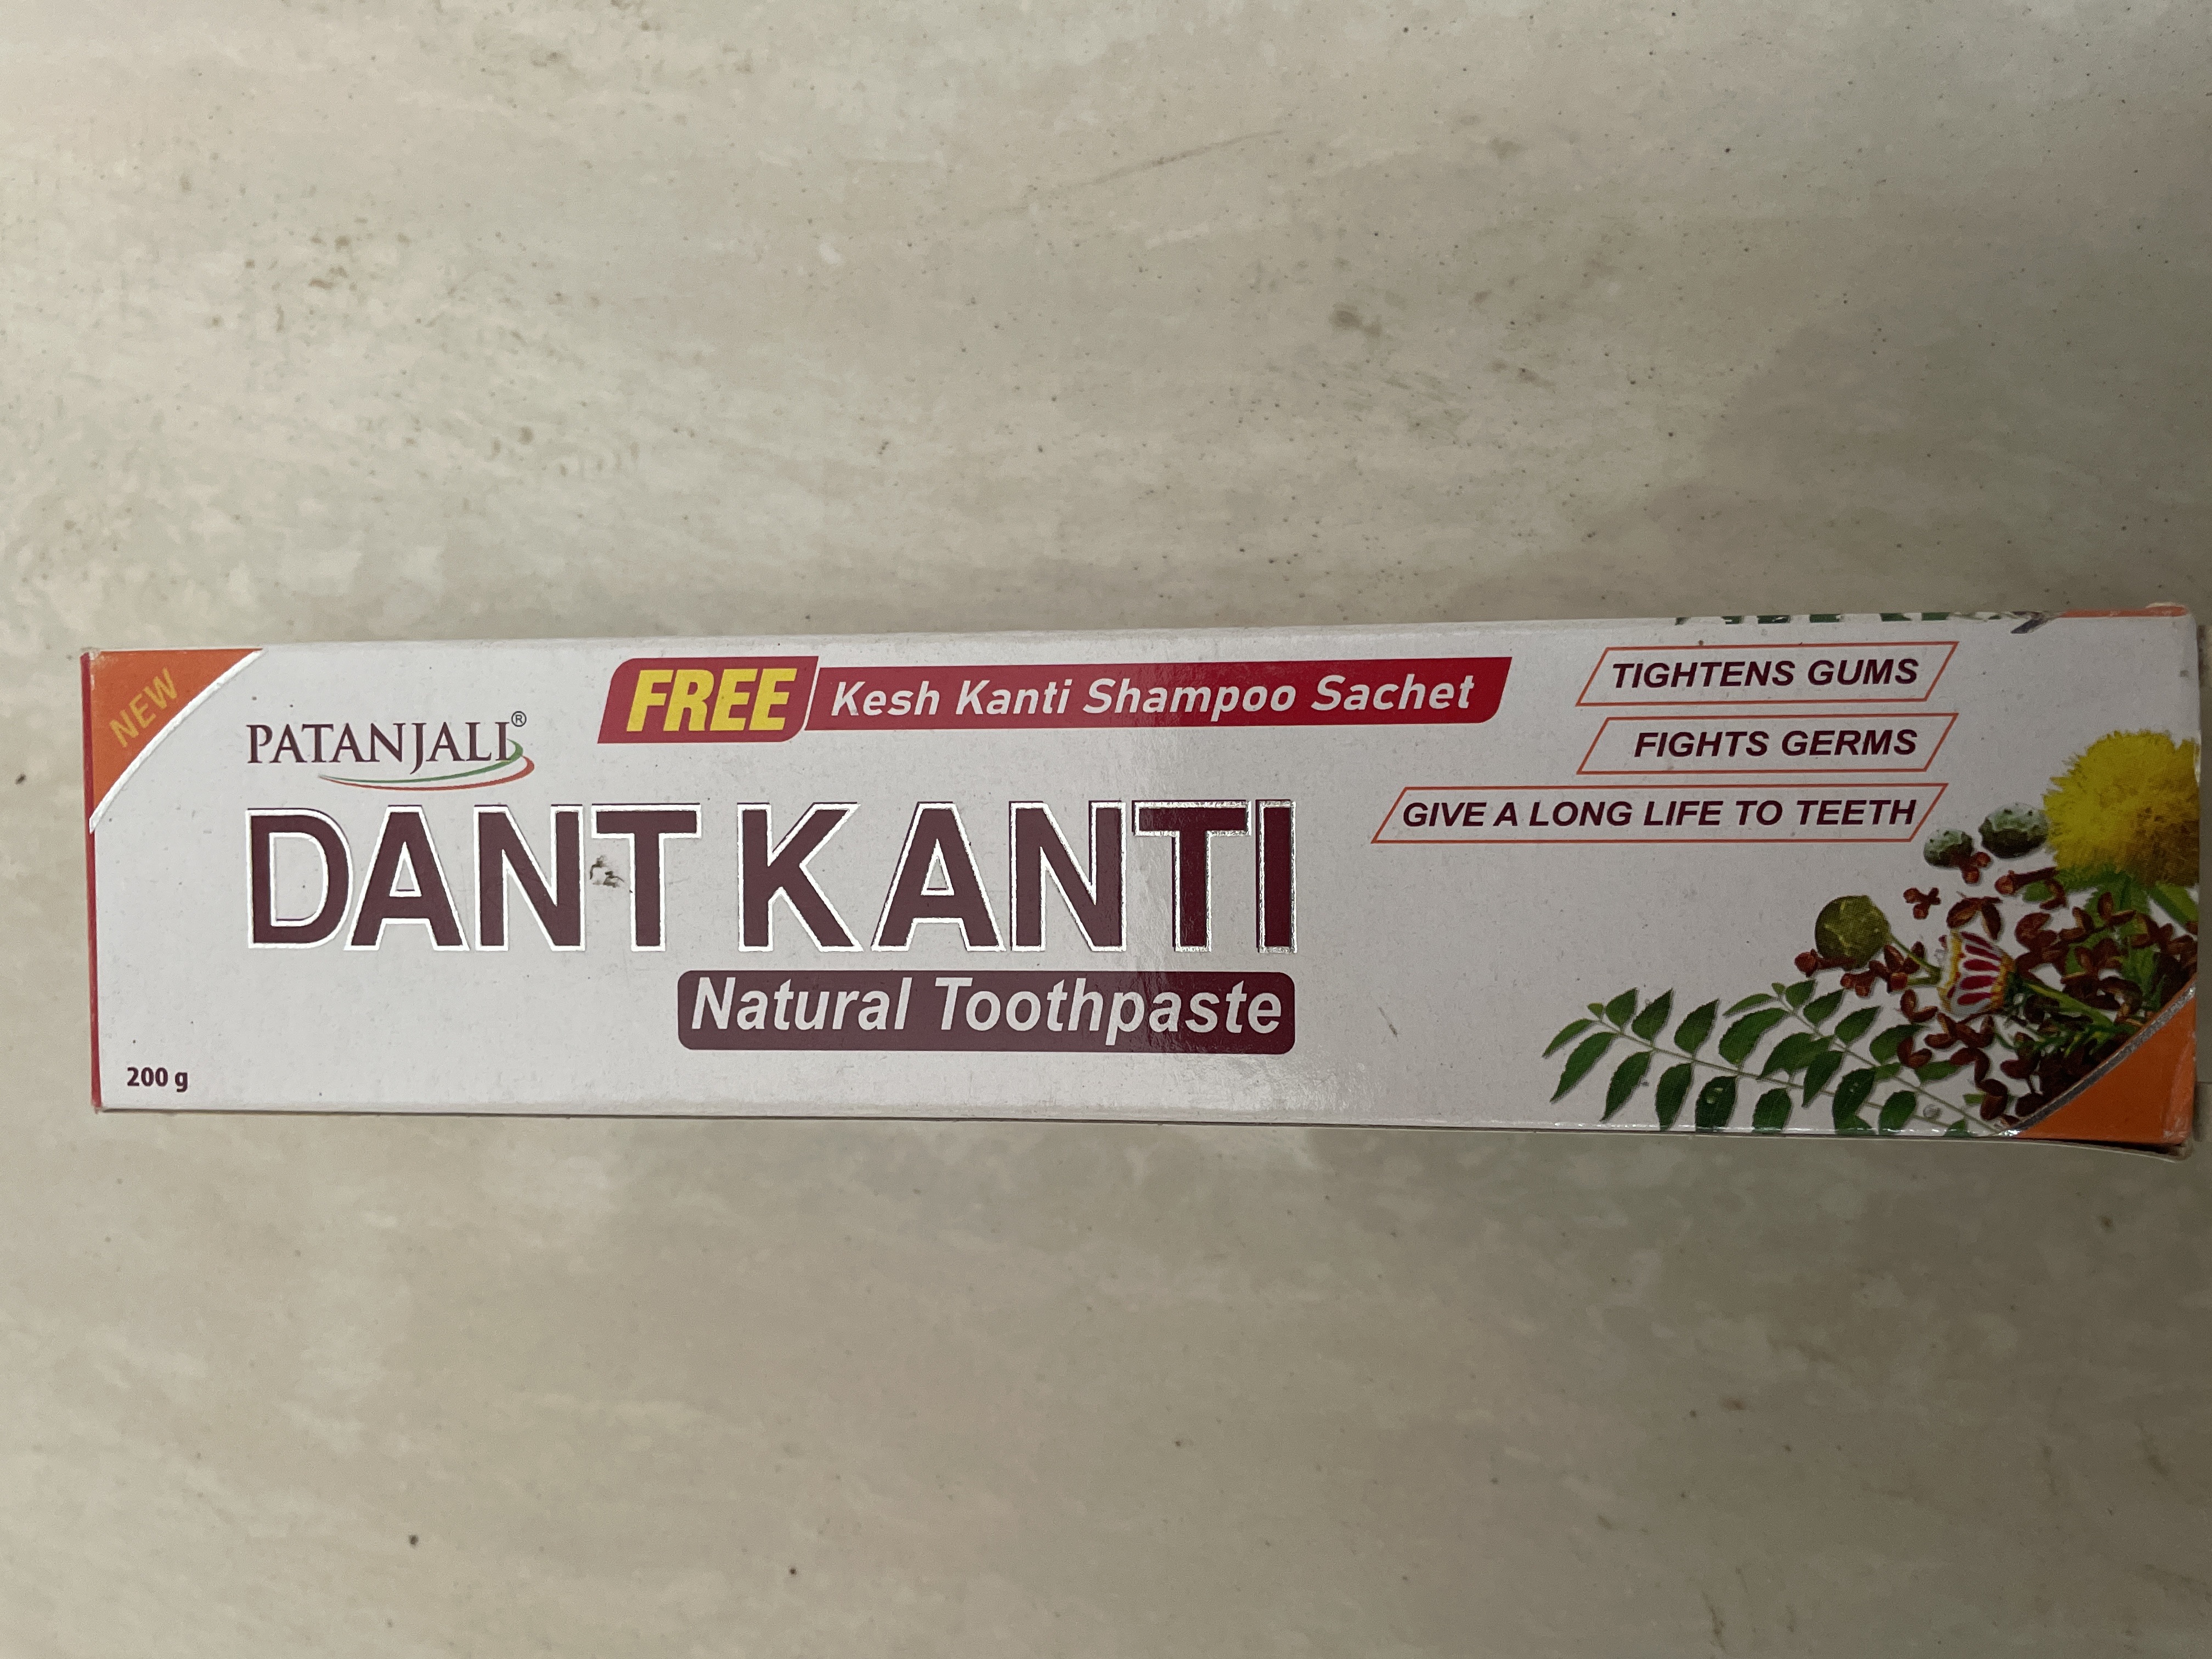 NEW
PATANJALI®
FREE Kesh Kanti Shampoo Sachet
DANT KANTI
Natural Toothpaste
200 g
TIGHTENS GUMS
FIGHTS GERMS
GIVE A LONG LIFE TO TEETH